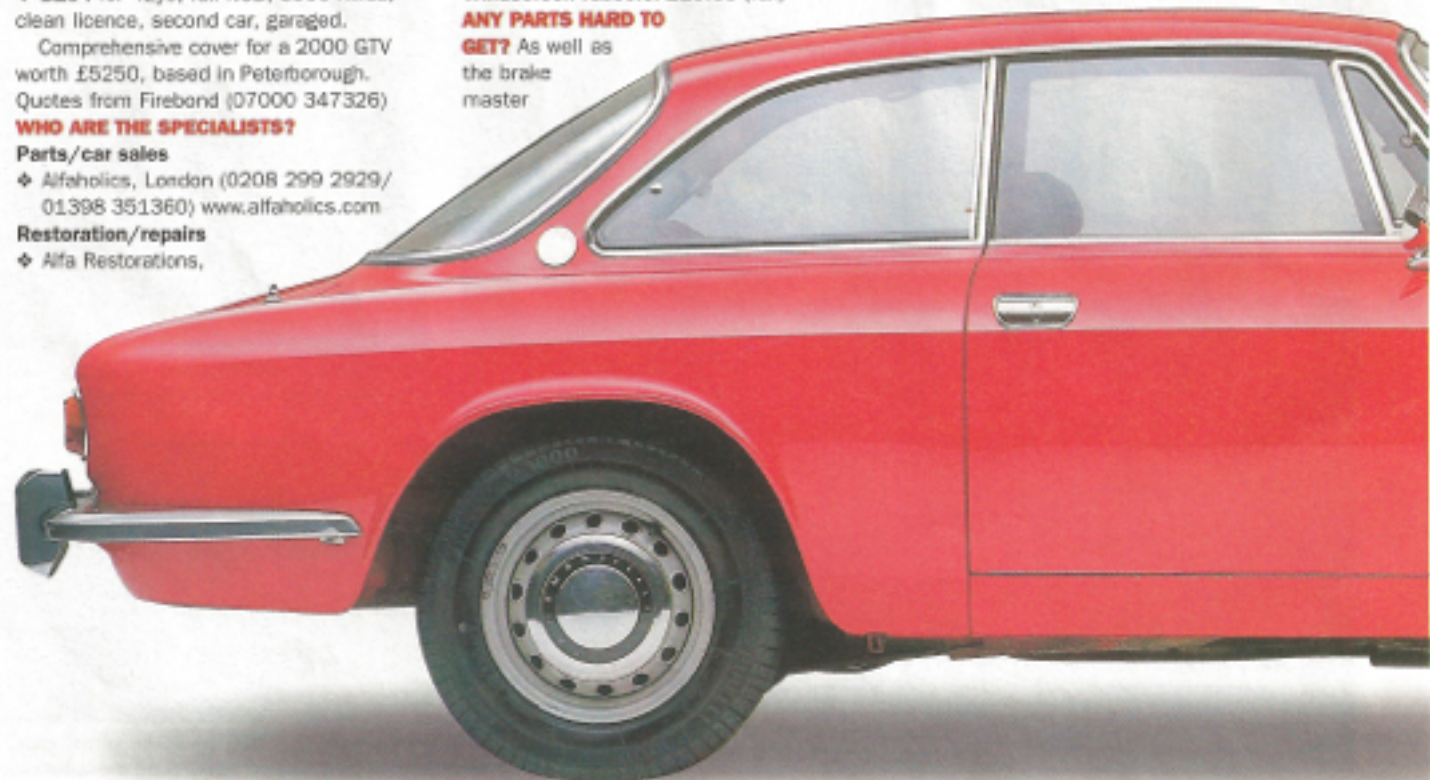 clean licence, second car, garaged.
Comprehensive cover for a 2000 GTV
worth £5250, based in Peterborough.
Quotes from Firebond (07000 347326)
WHO ARE THE SPECIALISTS?
Parts/car sales
❖ Alfaholics, London (0208 299 2929/
01398 351360) www.alfaholics.com
Restoration/repairs
❖ Alfa Restorations,
ANY PARTS HARD TO
GET? As well as
the brake
master